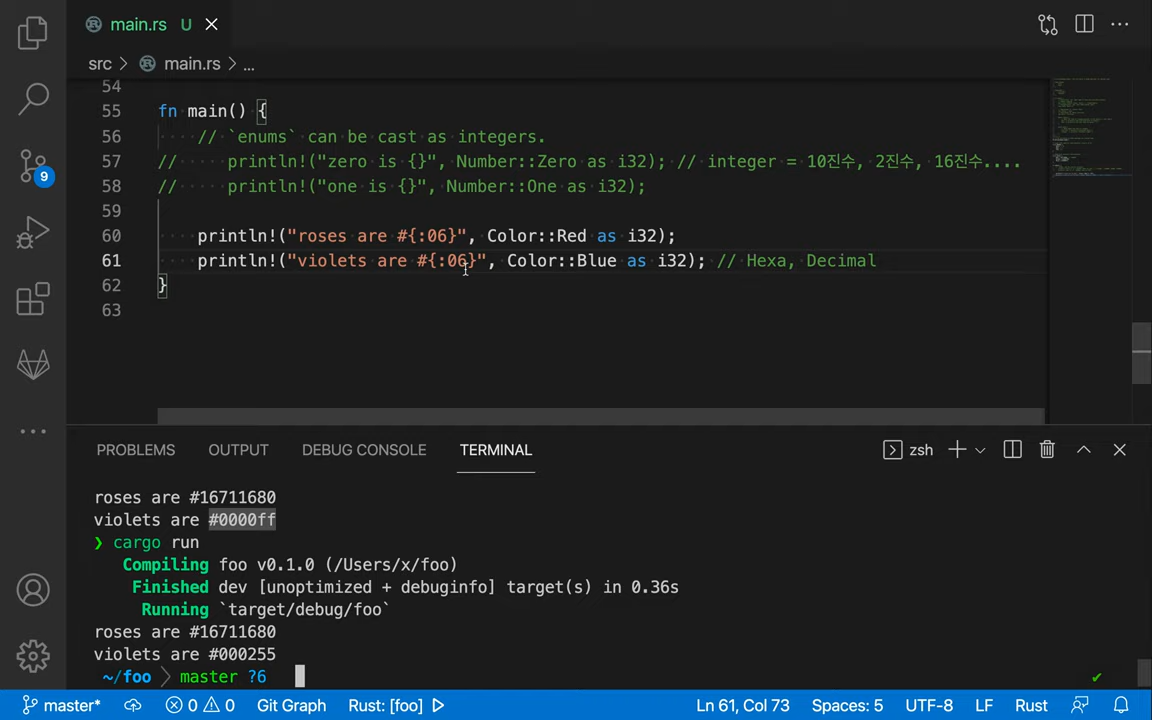 main.rs U
src > main.rs > ...
54
55 fn main() {
56 // `enums` can be cast as integers.
57 // println!("zero is {}", Number::Zero as i32); // integer = 10진수, 2진수, 16진수....
58 // println!("one is {}", Number::One as i32);
59
60 println!("roses are #{:06}", Color::Red as i32);
61 println!("violets are #{:06}", Color::Blue as i32); // Hexa, Decimal
62 }
63
PROBLEMS OUTPUT DEBUG CONSOLE TERMINAL zsh
roses are #16711680
violets are #0000ff
❯ cargo run
Compiling foo v0.1.0 (/Users/x/foo)
Finished dev [unoptimized + debuginfo] target(s) in 0.36s
Running `target/debug/foo`
roses are #16711680
violets are #000255
~/foo master ?6 ✔
9
master* 0 0 Git Graph Rust: [foo] Ln 61, Col 73 Spaces: 5 UTF-8 LF Rust